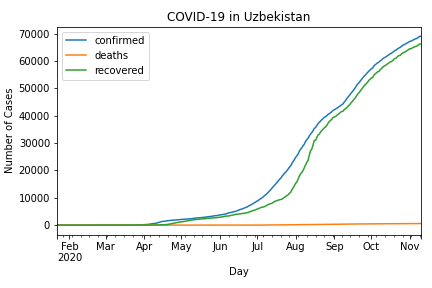 COVID-19 in Uzbekistan
confirmed
deaths
recovered
Number of Cases
70000
60000
50000
40000
30000
20000
10000
0
Feb Mar Apr May Jun Jul Aug Sep Oct Nov
2020
Day